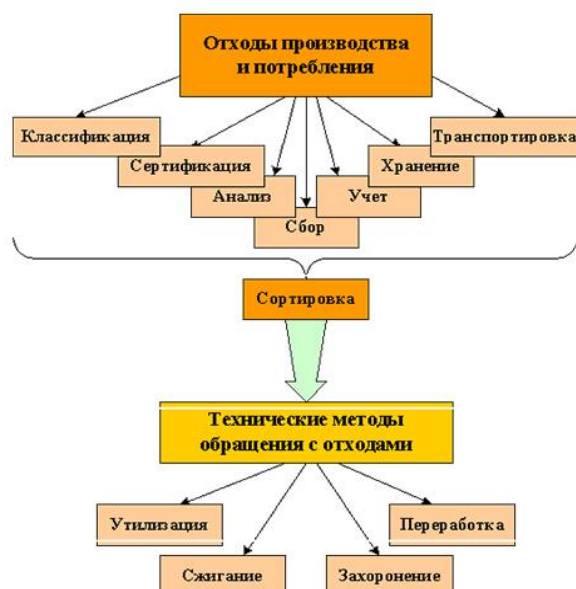 Отходы производства
и потребления
Классификация
Транспортировка
Сертификация
Хранение
Анализ
Учет
Сбор
Сортировка
Технические методы
обращения с отходами
Утилизация
Переработка
Сжигание
Захоронение